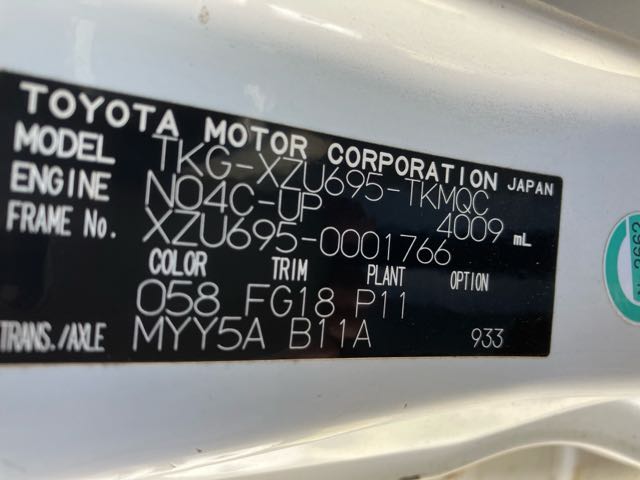 TOYOTA MOTOR CORPORATION JAPAN
MODEL TKG-XZU695-TKMQC
ENGINE N04C-UP 4009 mL
FRAME No. XZU695-0001766
COLOR TRIM PLANT OPTION
058 FG18 P11
TRANS./AXLE MYY5A B11A 933